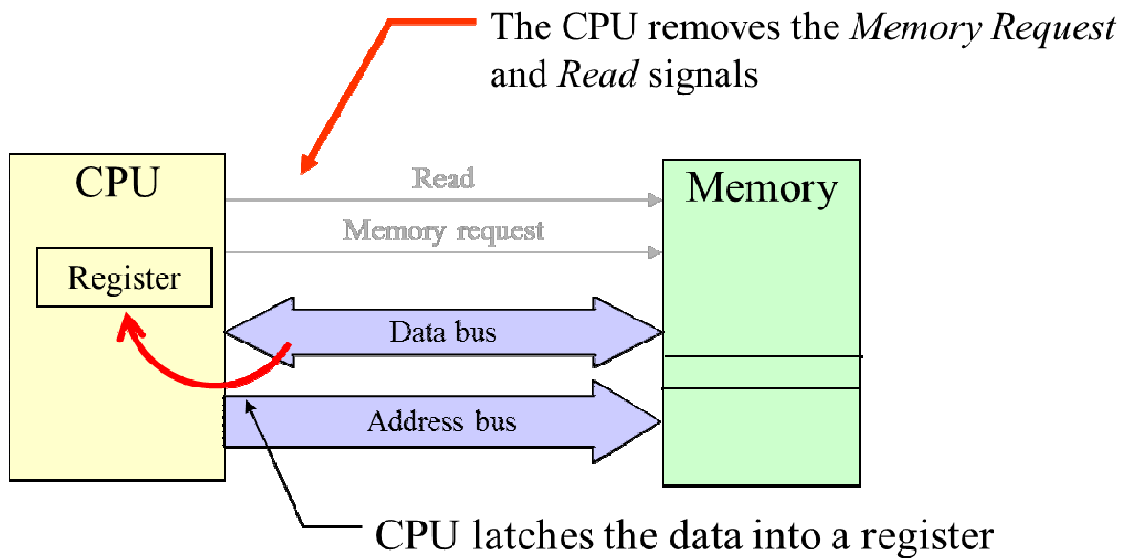 The CPU removes the Memory Request
and Read signals
CPU
Read
Memory
Memory request
Register
Data bus
Address bus
CPU latches the data into a register